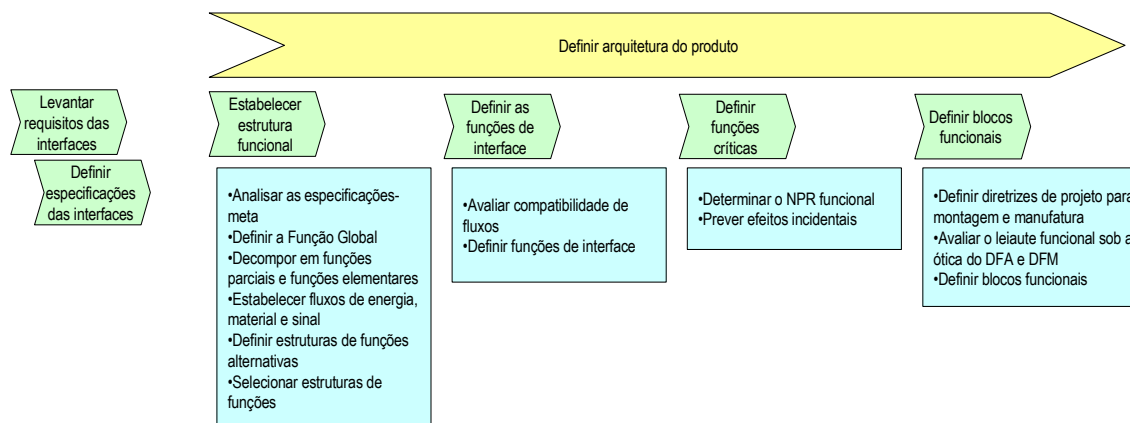 Definir arquitetura do produto
Levantar
requisitos das
interfaces
Definir
especificações
das interfaces
Estabelecer
estrutura
funcional
Definir as
funções de
interface
Definir
funções
críticas
Definir blocos
funcionais
•Analisar as especificações-
meta
•Definir a Função Global
•Decompor em funções
parciais e funções elementares
•Estabelecer fluxos de energia,
material e sinal
•Definir estruturas de funções
alternativas
•Selecionar estruturas de
funções
•Avaliar compatibilidade de
fluxos
•Definir funções de interface
•Determinar o NPR funcional
•Prever efeitos incidentais
•Definir diretrizes de projeto para
montagem e manufatura
•Avaliar o leiaute funcional sob a
ótica do DFA e DFM
•Definir blocos funcionais